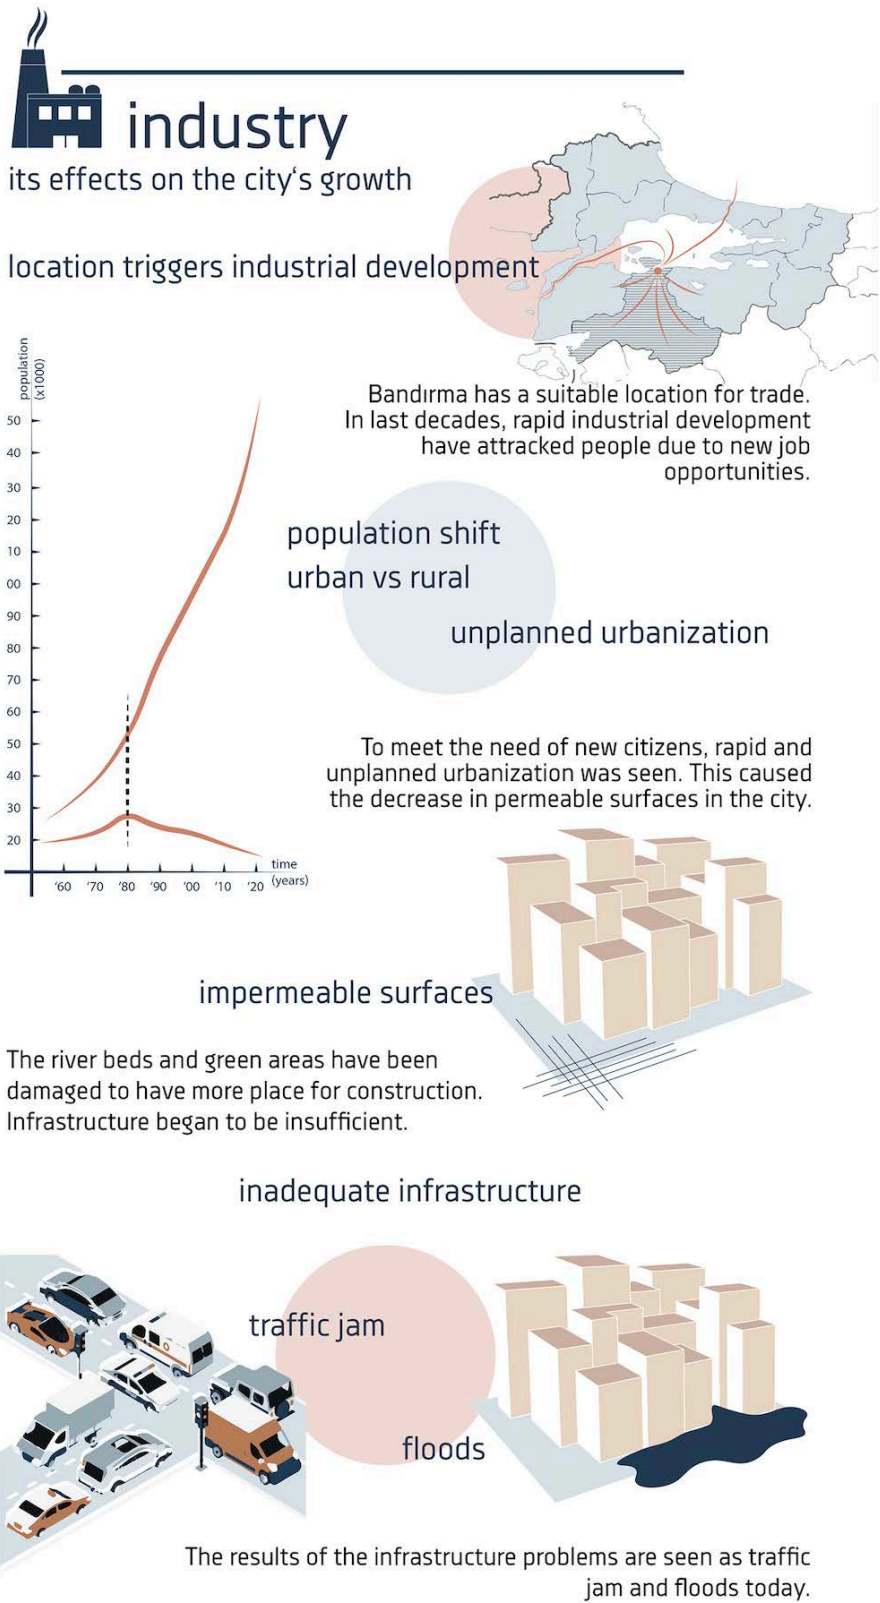 industry
its effects on the city's growth
location triggers industrial development
Bandırma has a suitable location for trade.
In last decades, rapid industrial development
have attracked people due to new job
opportunities.
population
(x1000)
50
40
30
20
10
00
90
80
70
60
50
40
30
20
'60 '70 '80 '90 '00 '10 '20
time
(years)
population shift
urban vs rural
unplanned urbanization
To meet the need of new citizens, rapid and
unplanned urbanization was seen. This caused
the decrease in permeable surfaces in the city.
impermeable surfaces
The river beds and green areas have been
damaged to have more place for construction.
Infrastructure began to be insufficient.
inadequate infrastructure
traffic jam
floods
The results of the infrastructure problems are seen as traffic
jam and floods today.